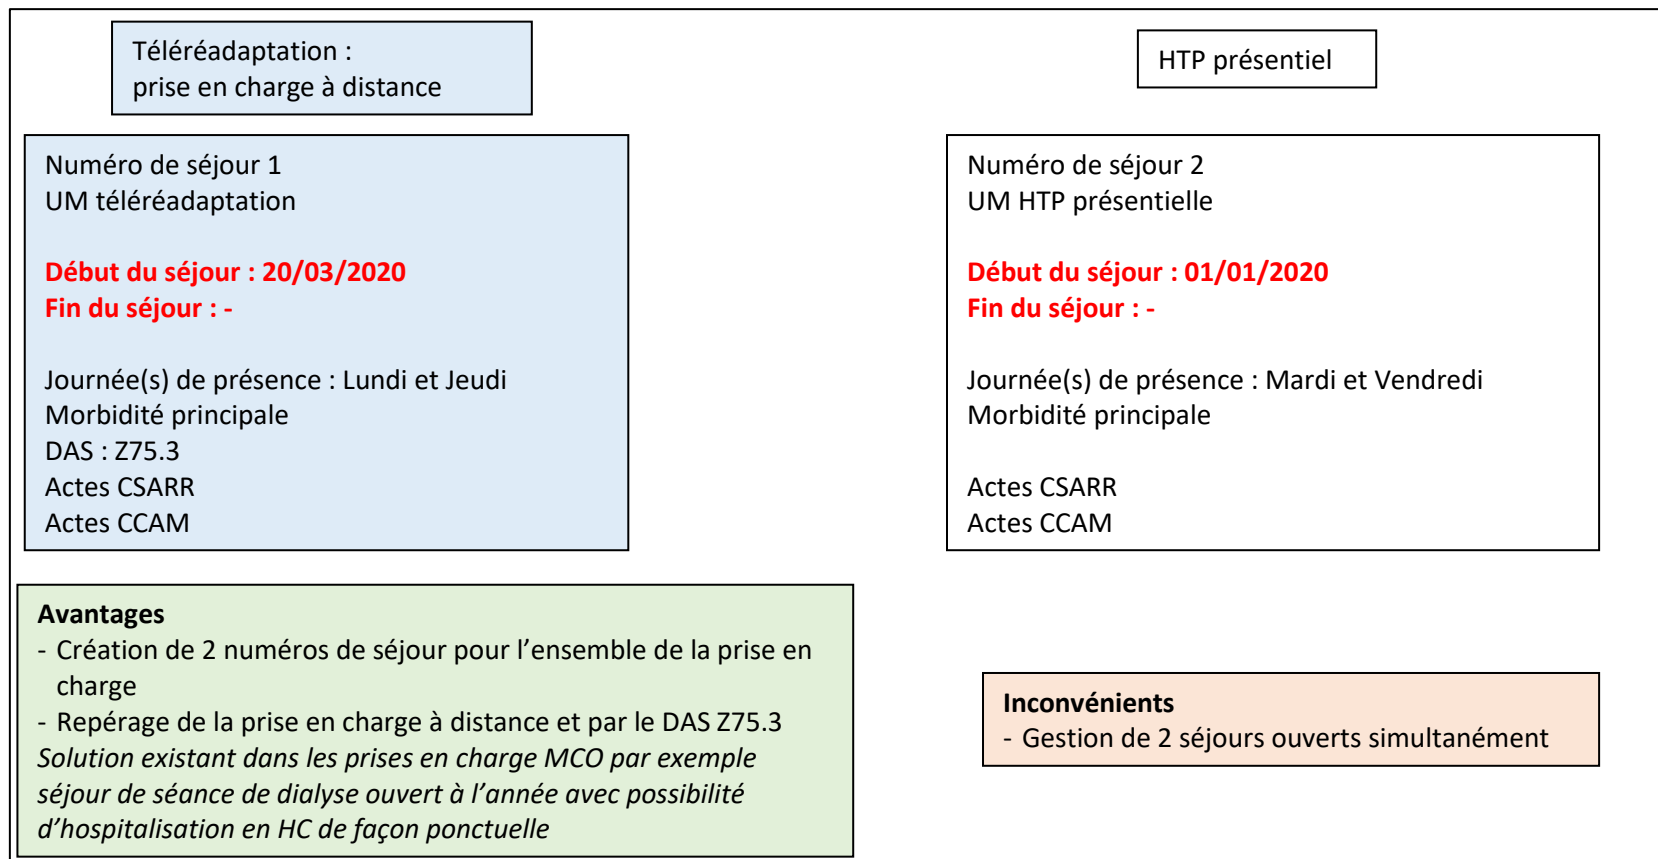 Téléréadaptation :
prise en charge à distance
HTP présentiel
Numéro de séjour 1
UM téléréadaptation
Début du séjour : 20/03/2020
Fin du séjour : -
Journée(s) de présence : Lundi et Jeudi
Morbidité principale
DAS : Z75.3
Actes CSARR
Actes CCAM
Numéro de séjour 2
UM HTP présentielle
Début du séjour : 01/01/2020
Fin du séjour : -
Journée(s) de présence : Mardi et Vendredi
Morbidité principale
Actes CSARR
Actes CCAM
Avantages
- Création de 2 numéros de séjour pour l’ensemble de la prise en
charge
- Repérage de la prise en charge à distance et par le DAS Z75.3
Solution existant dans les prises en charge MCO par exemple
séjour de séance de dialyse ouvert à l’année avec possibilité
d’hospitalisation en HC de façon ponctuelle
Inconvénients
- Gestion de 2 séjours ouverts simultanément